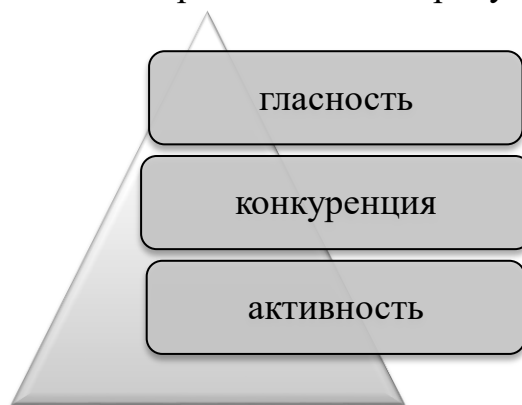 гласность
конкуренция
активность